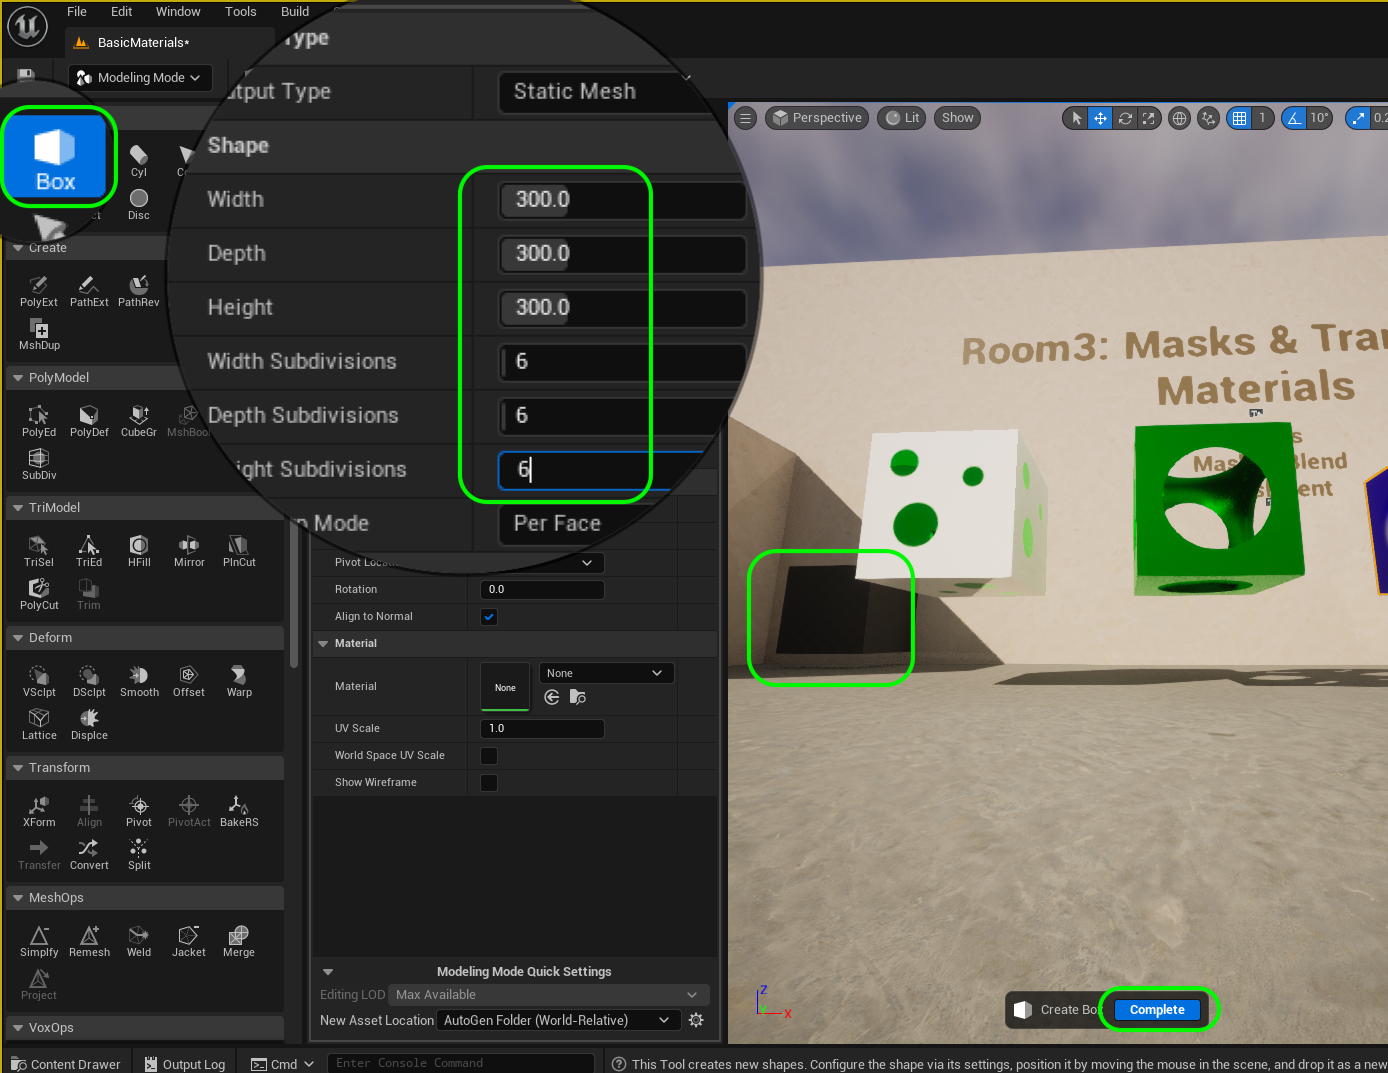 File Edit Window Tools Build
BasicMaterials*
Modeling Mode
Type
utput Type Static Mesh
Shape
Width 300.0
Depth 300.0
Height 300.0
Width Subdivisions 6
Depth Subdivisions 6
ight Subdivisions 6
n Mode Per Face
Box
Cyl
Disc
Create
PolyExt PathExt PathRev
MshDup
PolyModel
PolyEd PolyDef CubeGr MshBool
SubDiv
TriModel
TriSel TriEd HFill Mirror PlnCut
PolyCut Trim
Deform
VSclpt DSclpt Smooth Offset Warp
Lattice Displce
Transform
XForm Align Pivot PivotAct BakeRS
Transfer Convert Split
MeshOps
Simplfy Remesh Weld Jacket Merge
Project
VoxOps
Pivot Loca
Rotation 0.0
Align to Normal
Material
Material None None
UV Scale 1.0
World Space UV Scale
Show Wireframe
Modeling Mode Quick Settings
Editing LOD Max Available
New Asset Location AutoGen Folder (World-Relative)
Perspective Lit Show 1 10° 0.2
Room3: Masks & Tran
Materials
s
Mas Blend
s ent
Z
Y
X
Create Bo Complete
Content Drawer Output Log Cmd Enter Console Command
This Tool creates new shapes. Configure the shape via its settings, position it by moving the mouse in the scene, and drop it as a new